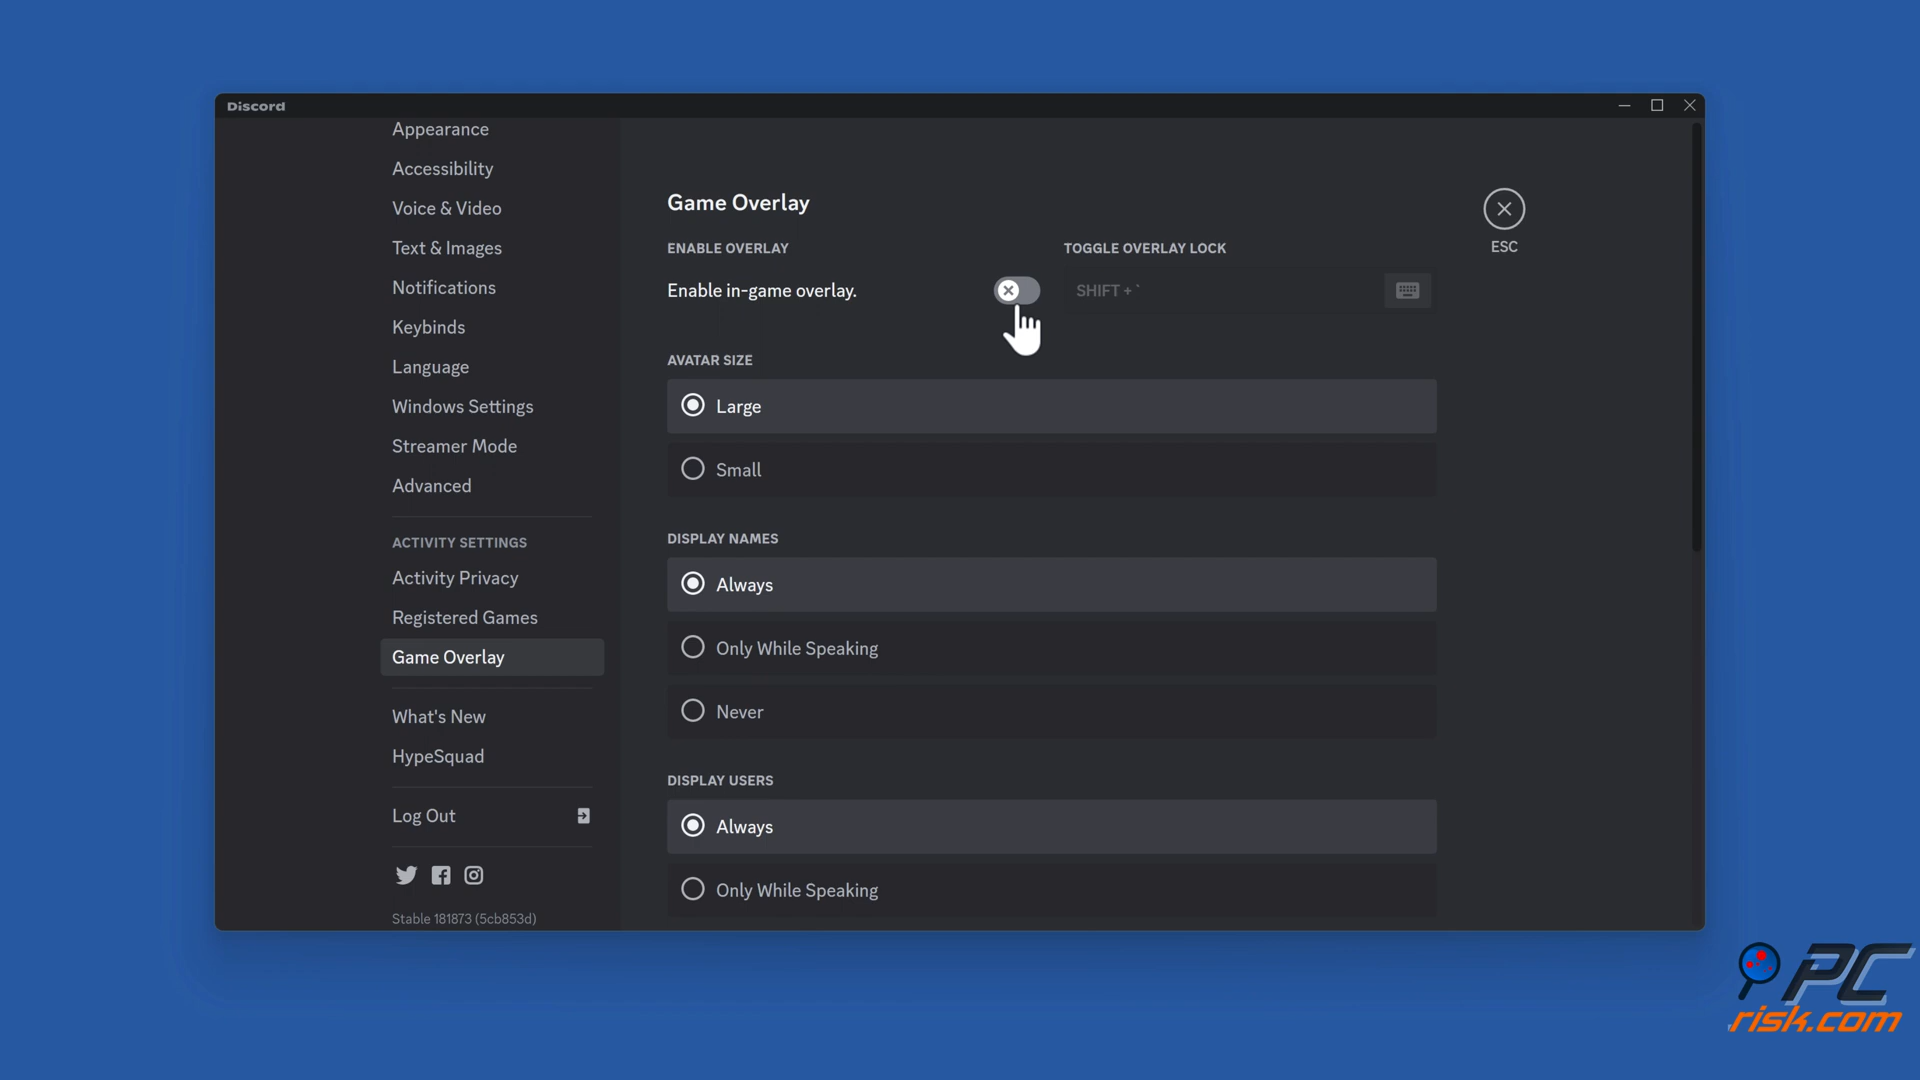 Discord
Appearance
Accessibility
Voice & Video
Text & Images
Notifications
Keybinds
Language
Windows Settings
Streamer Mode
Advanced
ACTIVITY SETTINGS
Activity Privacy
Registered Games
Game Overlay
What's New
HypeSquad
Log Out
Stable 181873 (5cb853d)
Game Overlay
ENABLE OVERLAY
Enable in-game overlay.
TOGGLE OVERLAY LOCK
SHIFT + `
ESC
AVATAR SIZE
Large
Small
DISPLAY NAMES
Always
Only While Speaking
Never
DISPLAY USERS
Always
Only While Speaking
PC
risk.com